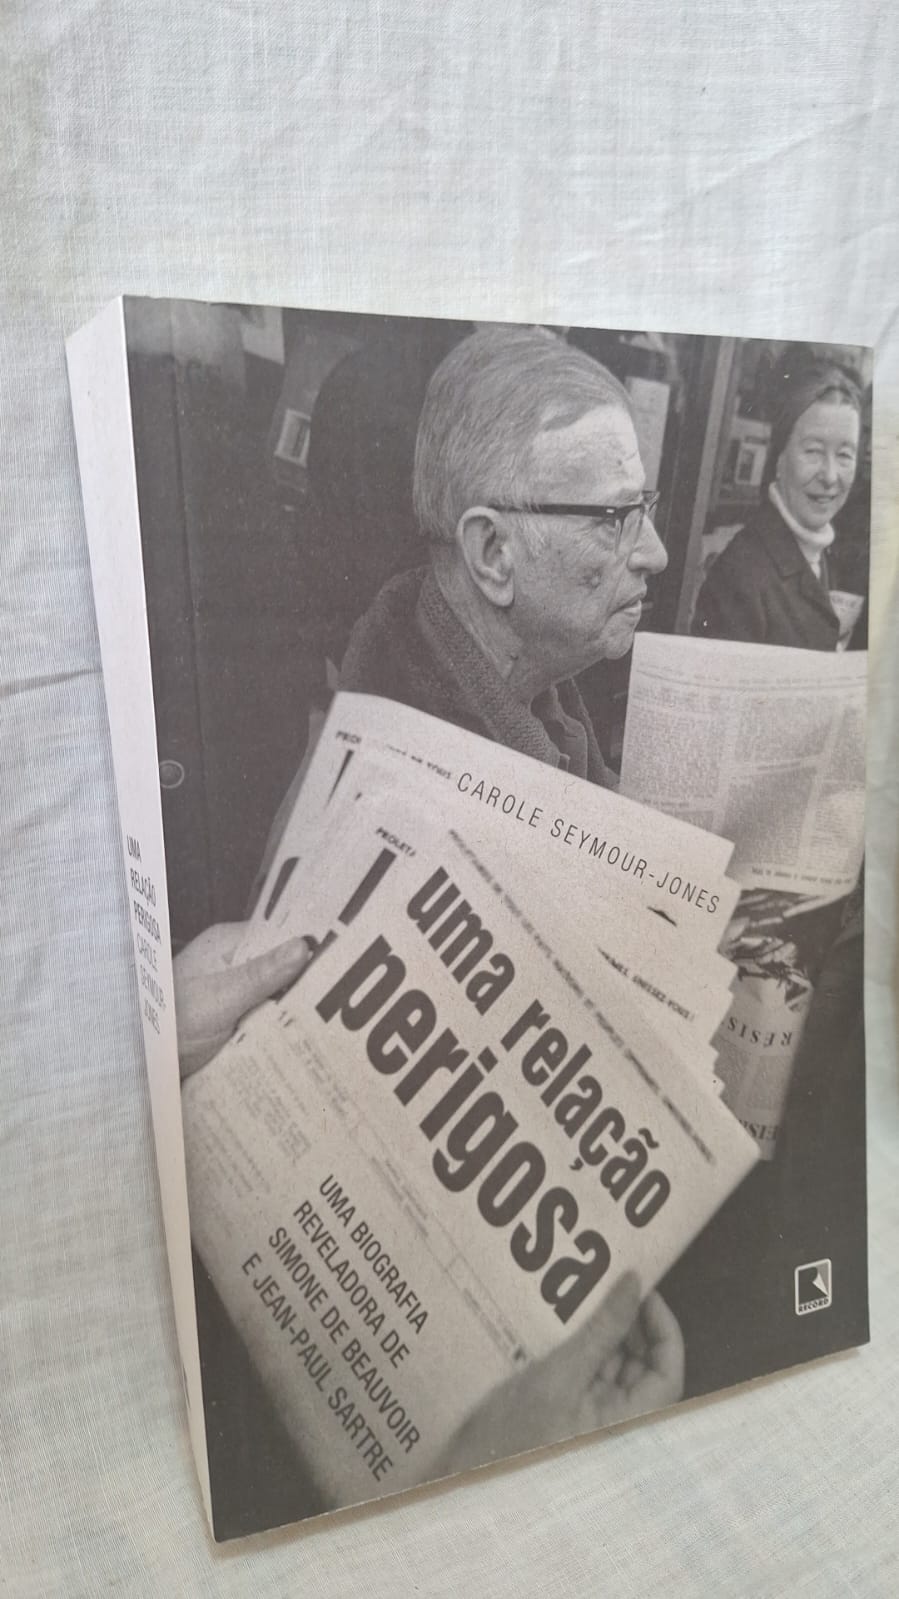 CAROLE SEYMOUR-JONES
uma relação
perigosa
UMA BIOGRAFIA
REVELADORA DE
SIMONE DE BEAUVOIR
E JEAN-PAUL SARTRE
RECORD
UMA
RELAÇÃO
PERIGOSA
CAROLE
SEYMOUR-
JONES